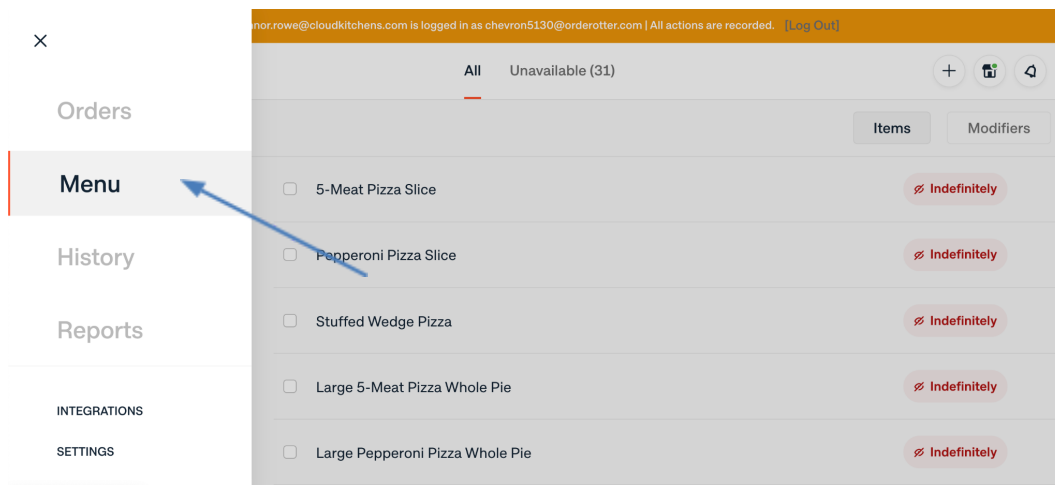 nor.rowe@cloudkitchens.com is logged in as chevron5130@orderotter.com | All actions are recorded. [Log Out]
All Unavailable (31)
Items Modifiers
Orders
Menu
History
Reports
INTEGRATIONS
SETTINGS
5-Meat Pizza Slice Indefinitely
Pepperoni Pizza Slice Indefinitely
Stuffed Wedge Pizza Indefinitely
Large 5-Meat Pizza Whole Pie Indefinitely
Large Pepperoni Pizza Whole Pie Indefinitely